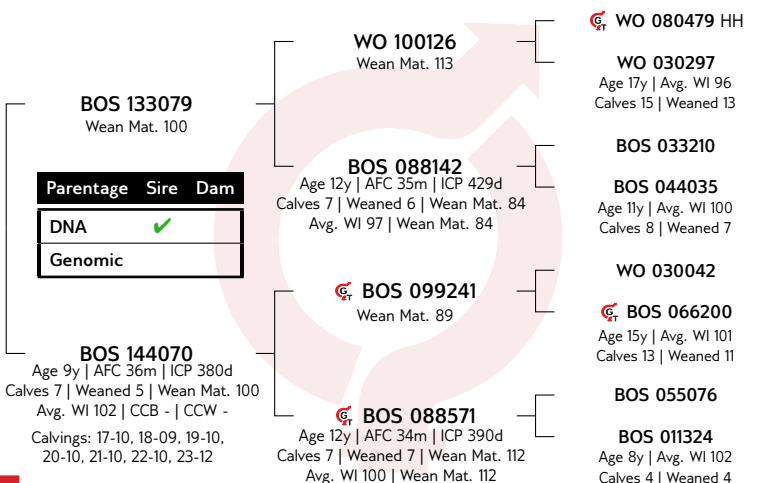 BOS 133079
Wean Mat. 100
Parentage Sire Dam
DNA ✔
Genomic
BOS 144070
Age 9y | AFC 36m | ICP 380d
Calves 7 | Weaned 5 | Wean Mat. 100
Avg. WI 102 | CCB - | CCW -
Calvings: 17-10, 18-09, 19-10,
20-10, 21-10, 22-10, 23-12
WO 100126
Wean Mat. 113
BOS 088142
Age 12y | AFC 35m | ICP 429d
Calves 7 | Weaned 6 | Wean Mat. 84
Avg. WI 97 | Wean Mat. 84
GT BOS 099241
Wean Mat. 89
GT BOS 088571
Age 12y | AFC 34m | ICP 390d
Calves 7 | Weaned 7 | Wean Mat. 112
Avg. WI 100 | Wean Mat. 112
GT WO 080479 HH
WO 030297
Age 17y | Avg. WI 96
Calves 15 | Weaned 13
BOS 033210
BOS 044035
Age 11y | Avg. WI 100
Calves 8 | Weaned 7
WO 030042
GT BOS 066200
Age 15y | Avg. WI 101
Calves 13 | Weaned 11
BOS 055076
BOS 011324
Age 8y | Avg. WI 102
Calves 4 | Weaned 4